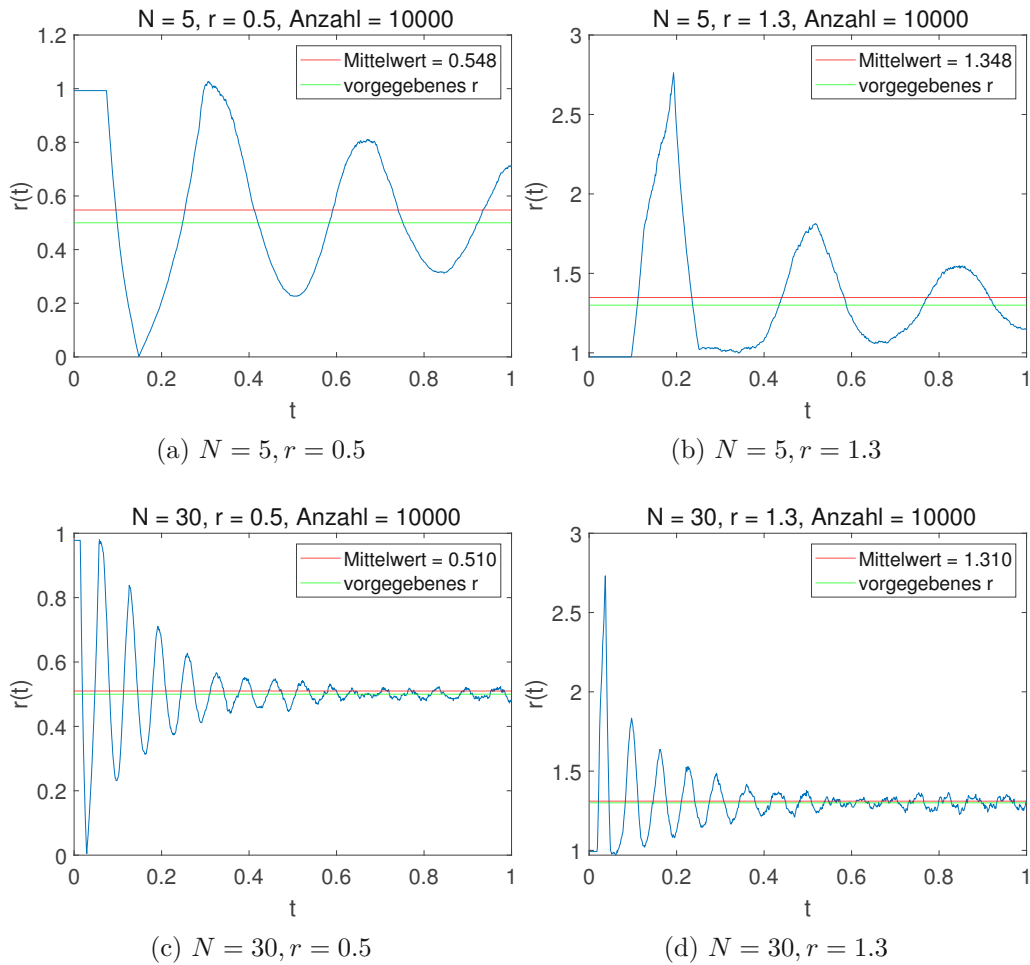 N = 5, r = 0.5, Anzahl = 10000
1.2
1
0.8
0.6
0.4
0.2
0
r(t)
Mittelwert = 0.548
vorgegebenes r
0 0.2 0.4 0.6 0.8 1
t
(a) N = 5, r = 0.5
N = 5, r = 1.3, Anzahl = 10000
3
2.5
2
1.5
1
r(t)
Mittelwert = 1.348
vorgegebenes r
0 0.2 0.4 0.6 0.8 1
t
(b) N = 5, r = 1.3
N = 30, r = 0.5, Anzahl = 10000
1
0.8
0.6
0.4
0.2
0
r(t)
Mittelwert = 0.510
vorgegebenes r
0 0.2 0.4 0.6 0.8 1
t
(c) N = 30, r = 0.5
N = 30, r = 1.3, Anzahl = 10000
3
2.5
2
1.5
1
r(t)
Mittelwert = 1.310
vorgegebenes r
0 0.2 0.4 0.6 0.8 1
t
(d) N = 30, r = 1.3